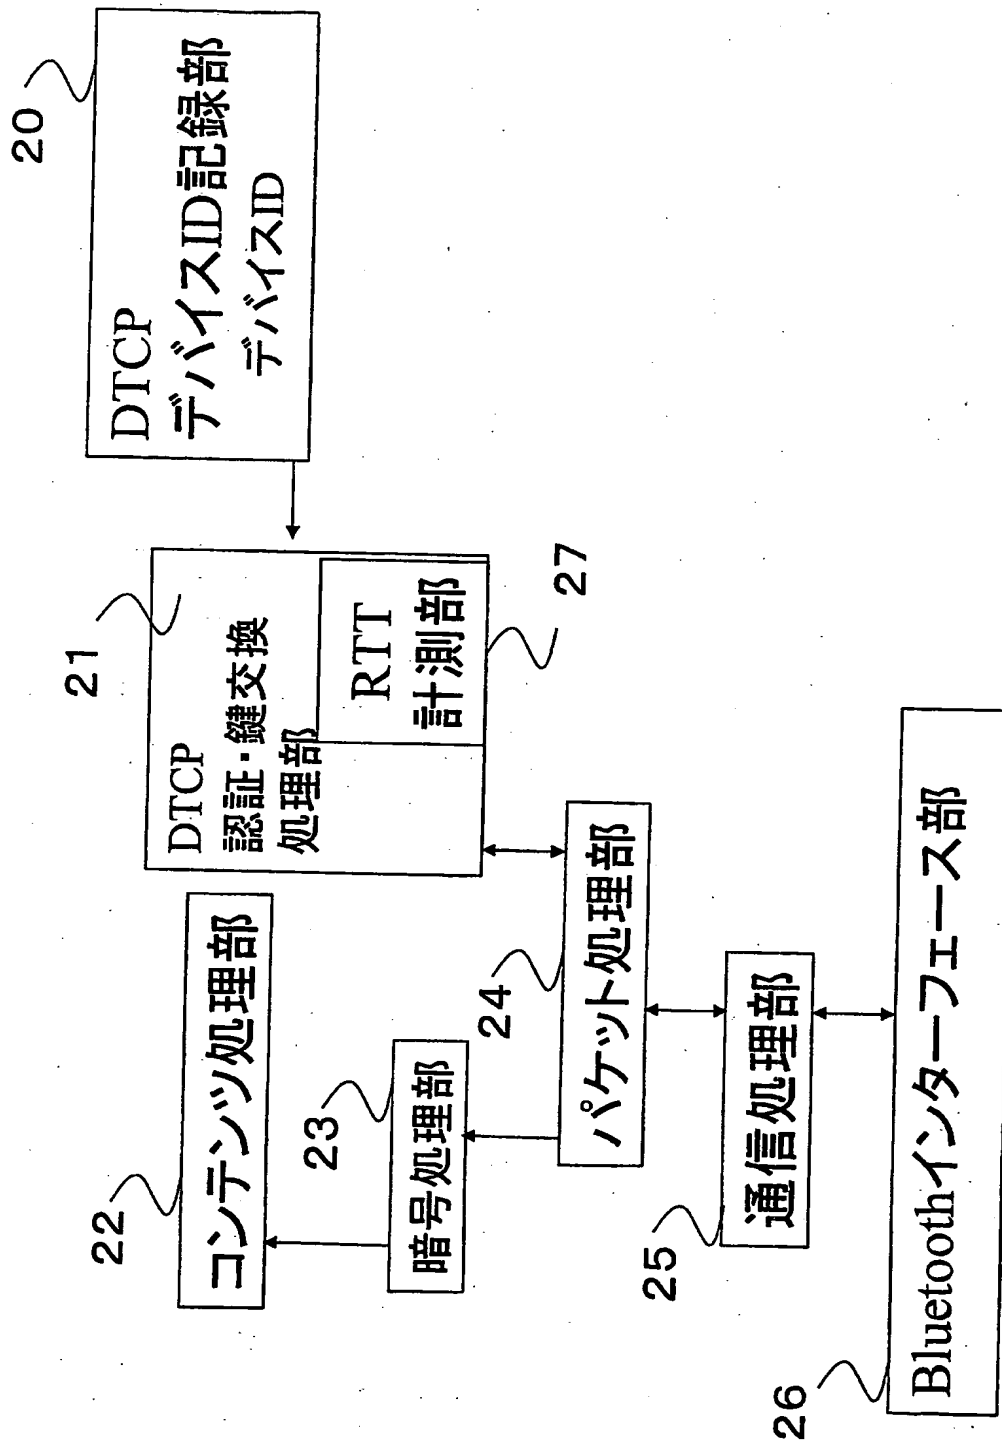 20
DTCP
デバイスID記録部
デバイスID
21
DTCP
認証・鍵交換
処理部
RTT
計測部
27
22
コンテンツ処理部
23
暗号処理部
24
パケット処理部
25
通信処理部
26
Bluetoothインターフェース部